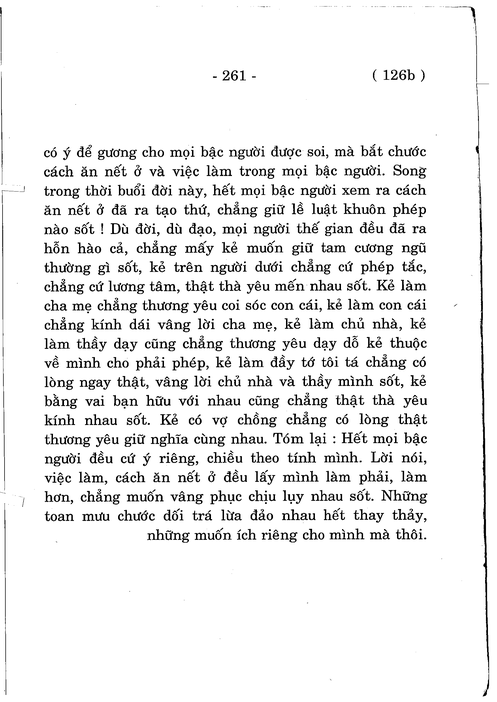 - 261 - ( 126b )
có ý để gương cho mọi bậc người được soi, mà bắt chước
cách ăn nết ở và việc làm trong mọi bậc người. Song
trong thời buổi đời này, hết mọi bậc người xem ra cách
ăn nết ở đã ra tạo thứ, chẳng giữ lề luật khuôn phép
nào sốt ! Dù đời, dù đạo, mọi người thế gian đều đã ra
hỗn hào cả, chẳng mấy kẻ muốn giữ tam cương ngũ
thường gì sốt, kẻ trên người dưới chẳng cứ phép tắc,
chẳng cứ lương tâm, thật thà yêu mến nhau sốt. Kẻ làm
cha mẹ chẳng thương yêu coi sóc con cái, kẻ làm con cái
chẳng kính dái vâng lời cha mẹ, kẻ làm chủ nhà, kẻ
làm thầy dạy cũng chẳng thương yêu dạy dỗ kẻ thuộc
về mình cho phải phép, kẻ làm đầy tớ tôi tá chẳng có
lòng ngay thật, vâng lời chủ nhà và thầy mình sốt, kẻ
bằng vai bạn hữu với nhau cũng chẳng thật thà yêu
kính nhau sốt. Kẻ có vợ chồng chẳng có lòng thật
thương yêu giữ nghĩa cùng nhau. Tóm lại : Hết mọi bậc
người đều cứ ý riêng, chiều theo tính mình. Lời nói,
việc làm, cách ăn nết ở đều lấy mình làm phải, làm
hơn, chẳng muốn vâng phục chịu lụy nhau sốt. Những
toan mưu chước dối trá lừa đảo nhau hết thay thảy,
những muốn ích riêng cho mình mà thôi.